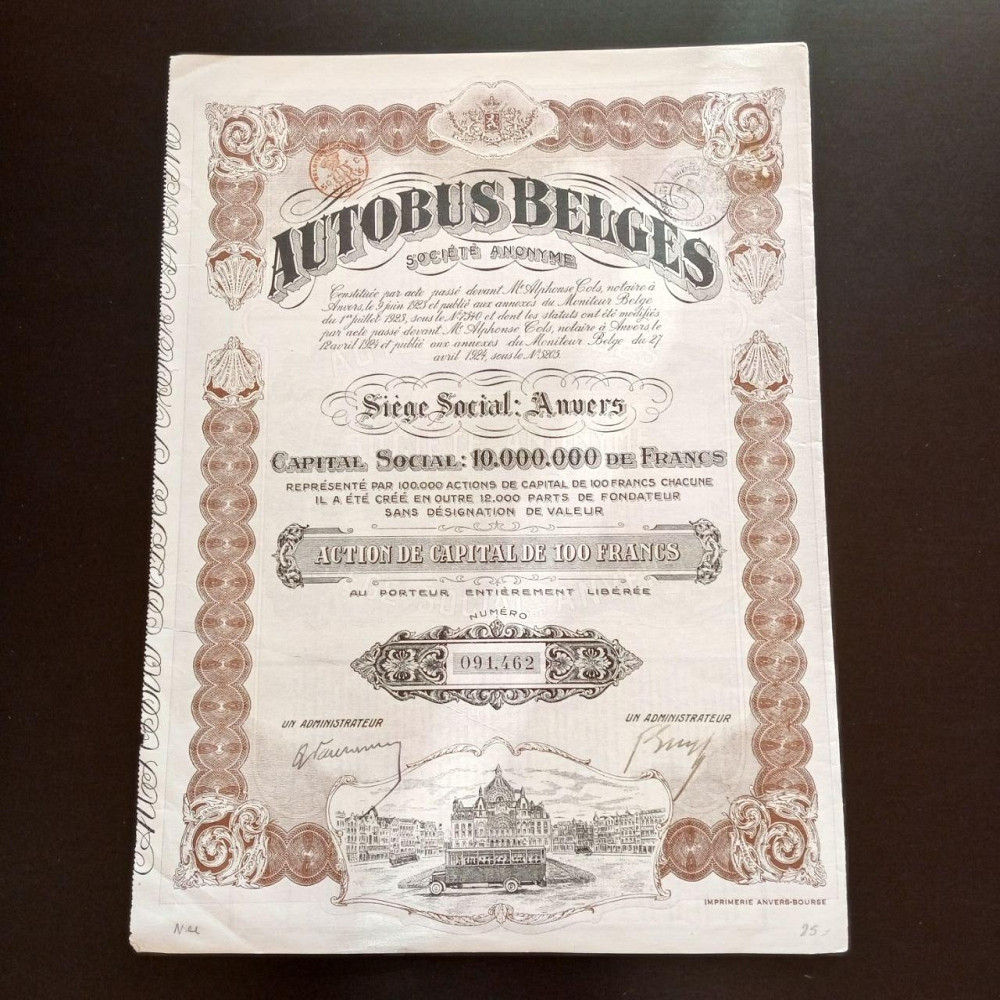 AUTOBUS BELGES
SOCIÉTÉ ANONYME
Constituée par acte passé devant Mᵉ Alphonse Cols, notaire à
Anvers, le 9 juin 1923 et publié aux annexes du Moniteur Belge
du 1ᵉʳ juillet 1923, sous le Nº 7340 et dont les statuts ont été modifiés
par acte passé devant Mᵉ Alphonse Cols, notaire à Anvers le
12 avril 1924 et publié aux annexes du Moniteur Belge du 27
avril 1924, sous le Nº 5203.
Siège Social: Anvers
CAPITAL SOCIAL: 10.000.000 DE FRANCS
REPRÉSENTÉ PAR 100.000 ACTIONS DE CAPITAL DE 100 FRANCS CHACUNE
IL A ÉTÉ CRÉÉ EN OUTRE 12.000 PARTS DE FONDATEUR
SANS DÉSIGNATION DE VALEUR
ACTION DE CAPITAL DE 100 FRANCS
AU PORTEUR ENTIÈREMENT LIBÉRÉE
NUMÉRO
091,462
UN ADMINISTRATEUR
UN ADMINISTRATEUR
IMPRIMERIE ANVERS-BOURSE
25.-